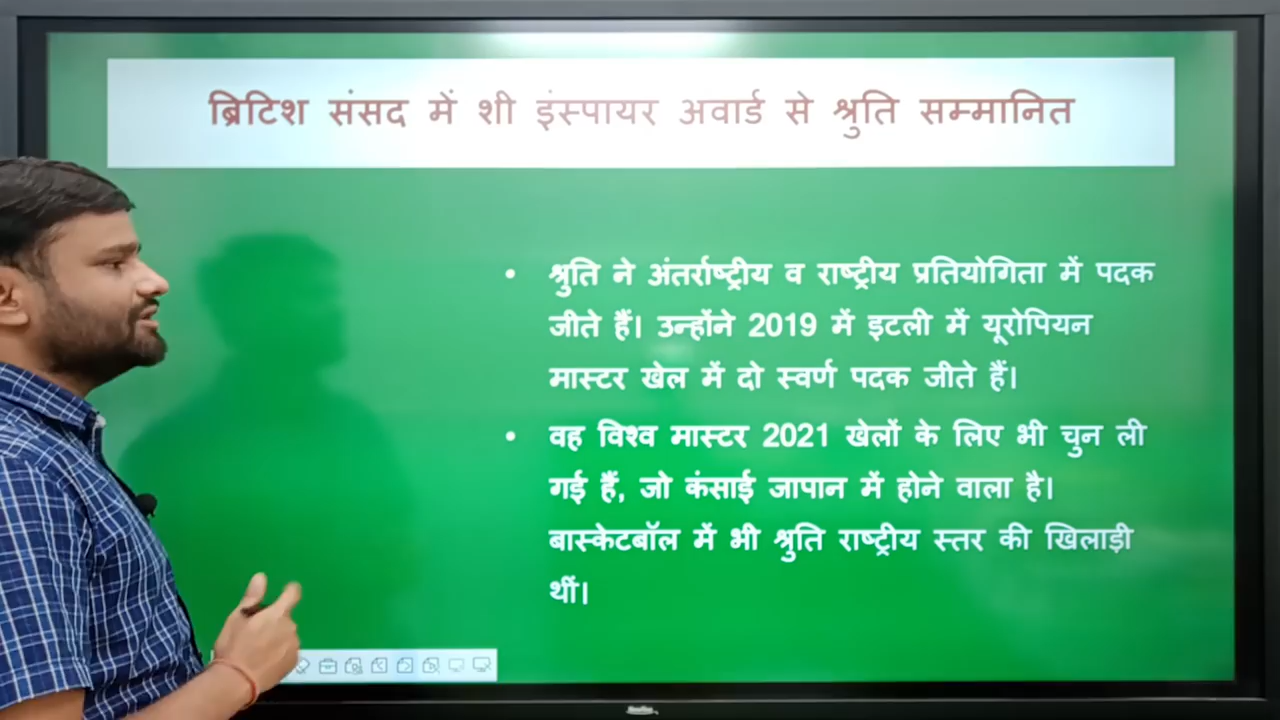 ब्रिटिश संसद में शी इंस्पायर अवार्ड से श्रुति सम्मानित
• श्रुति ने अंतर्राष्ट्रीय व राष्ट्रीय प्रतियोगिता में पदक
जीते हैं। उन्होंने 2019 में इटली में यूरोपियन
मास्टर खेल में दो स्वर्ण पदक जीते हैं।
• वह विश्व मास्टर 2021 खेलों के लिए भी चुन ली
गई हैं, जो कंसाई जापान में होने वाला है।
बास्केटबॉल में भी श्रुति राष्ट्रीय स्तर की खिलाड़ी
थीं।